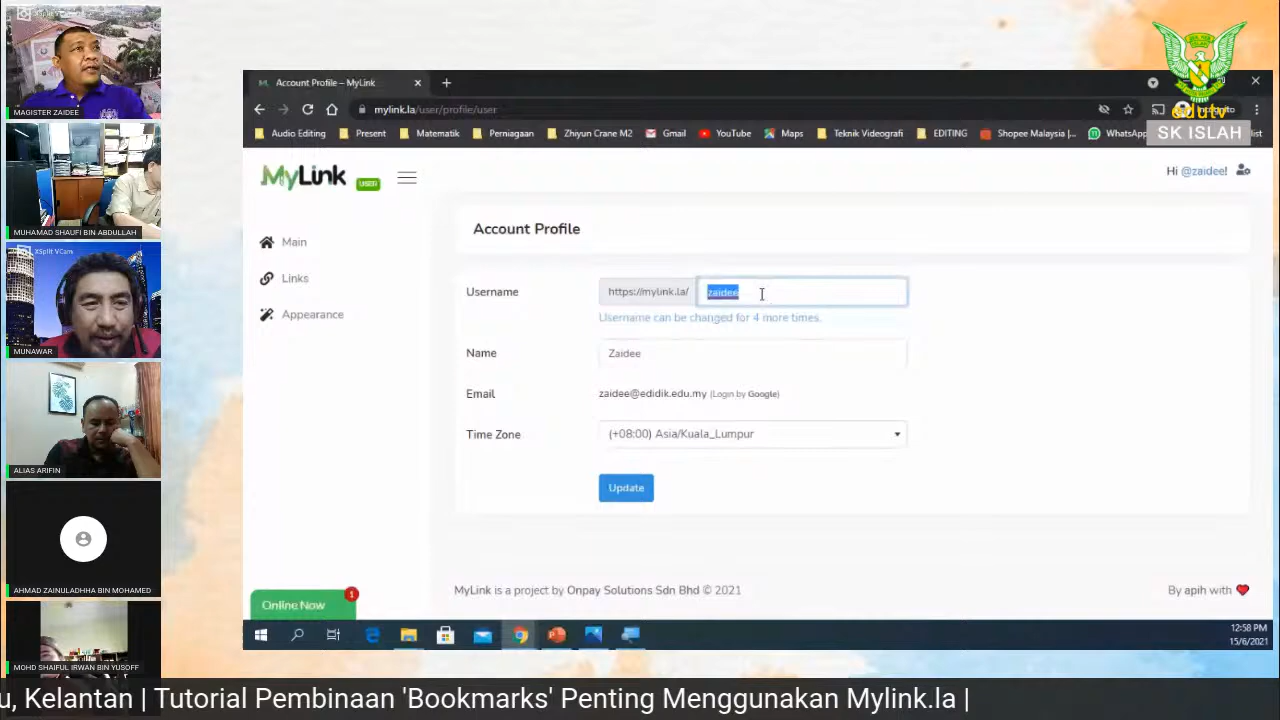 XSplit VCam
MAGISTER ZAIDEE
MUHAMAD SHAUFI BIN ABDULLAH
XSplit VCam
MUNAWAR
ALIAS ARIFIN
AHMAD ZAINULADHHA BIN MOHAMED
MOHD SHAIFUL IRWAN BIN YUSOFF
edutv
SK ISLAH
Account Profile – MyLink
mylink.la/user/profile/user
Audio Editing Present Matematik Perniagaan Zhiyun Crane M2 Gmail YouTube Maps Teknik Videografi EDITING Shopee Malaysia |... WhatsApp
MyLink USER
Hi @zaidee!
Main
Links
Appearance
Account Profile
Username https://mylink.la/ zaidee
Username can be changed for 4 more times.
Name Zaidee
Email zaidee@edidik.edu.my (Login by Google)
Time Zone (+08:00) Asia/Kuala_Lumpur
Update
MyLink is a project by Onpay Solutions Sdn Bhd © 2021
By apih with
Online Now 1
12:58 PM
15/6/2021
u, Kelantan | Tutorial Pembinaan 'Bookmarks' Penting Menggunakan Mylink.la |